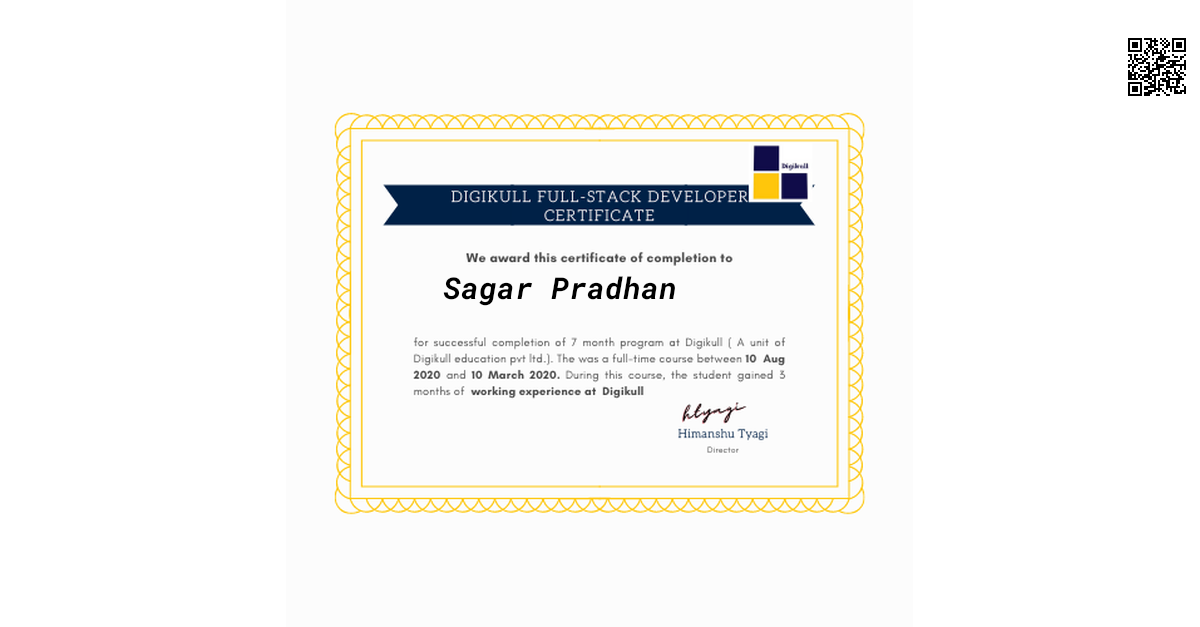 Digikull
DIGIKULL FULL-STACK DEVELOPER
CERTIFICATE
We award this certificate of completion to
Sagar Pradhan
for successful completion of 7 month program at Digikull ( A unit of
Digikull education pvt ltd.). The was a full-time course between 10 Aug
2020 and 10 March 2020. During this course, the student gained 3
months of working experience at Digikull
htyagi
Himanshu Tyagi
Director